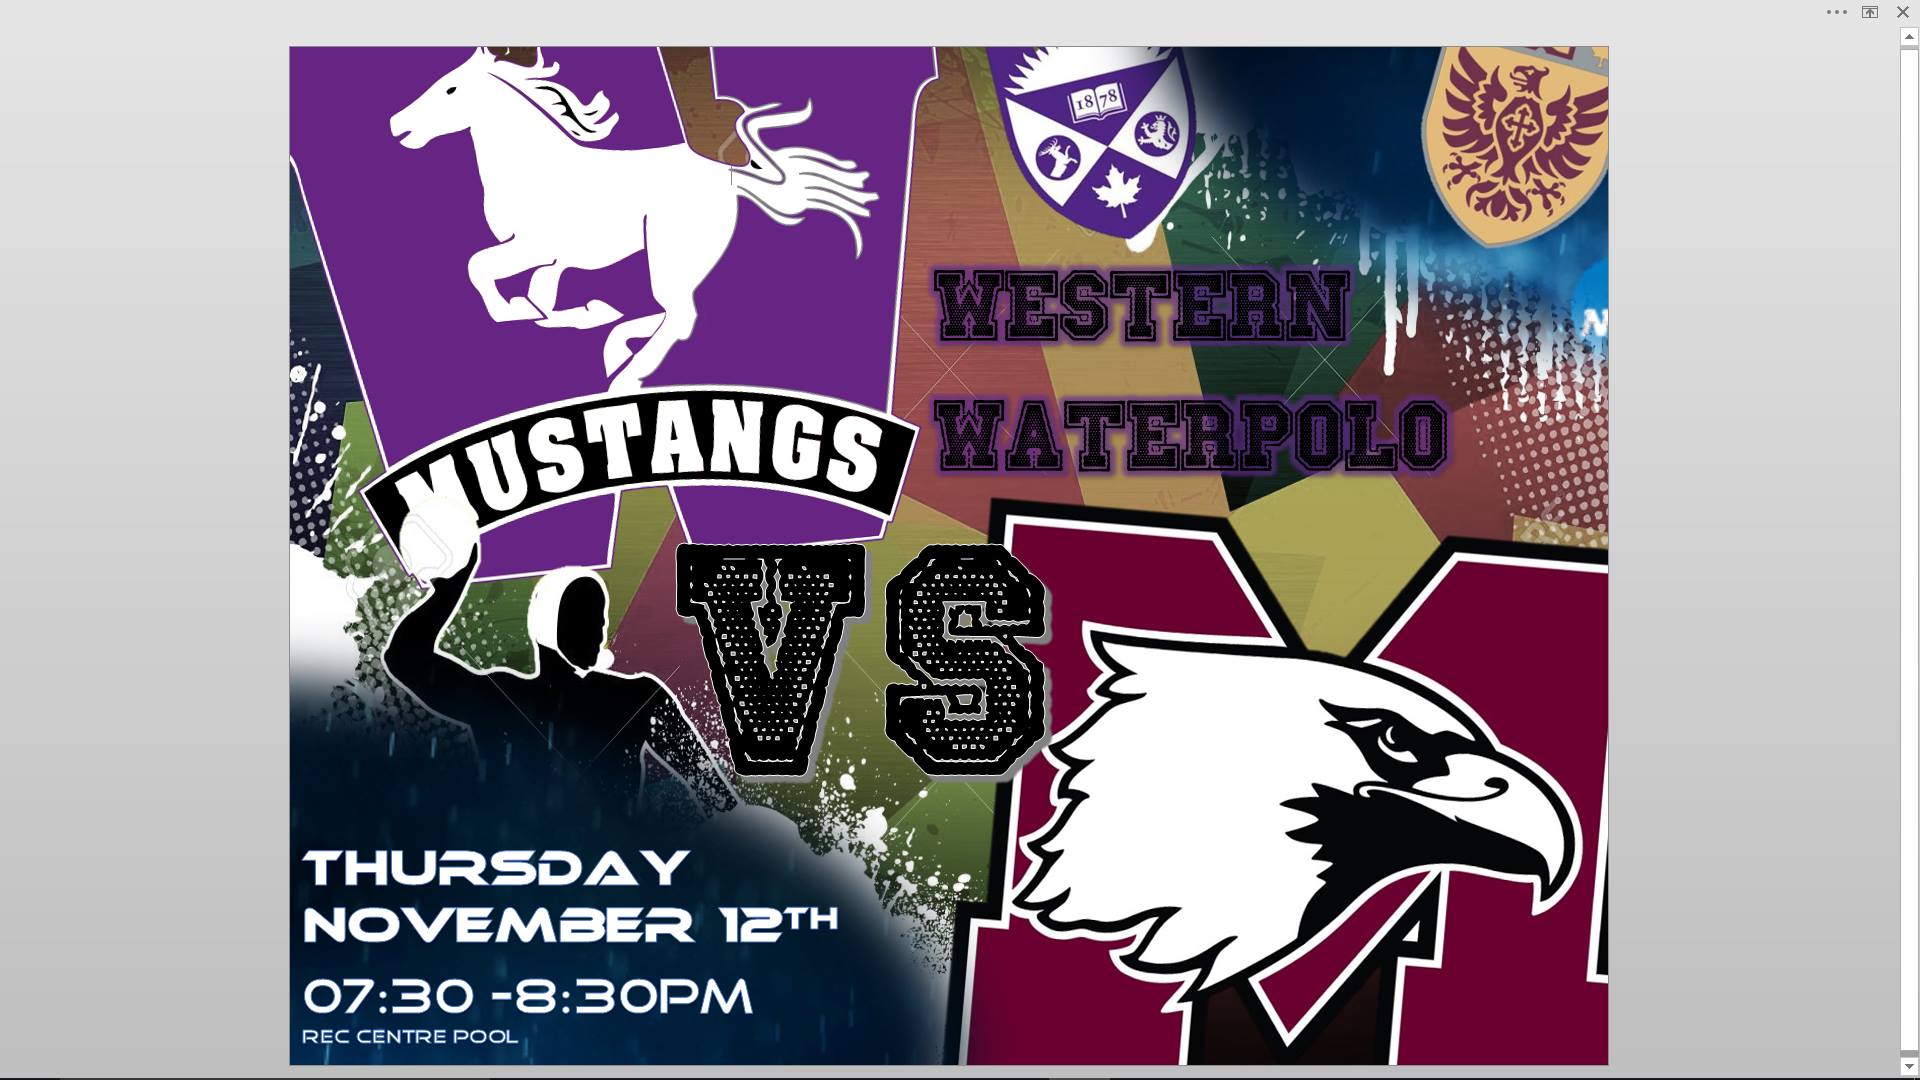 1878
WESTERN
WATERPOLO
MUSTANGS
VS
THURSDAY
NOVEMBER 12TH
07:30 -8:30PM
REC CENTRE POOL